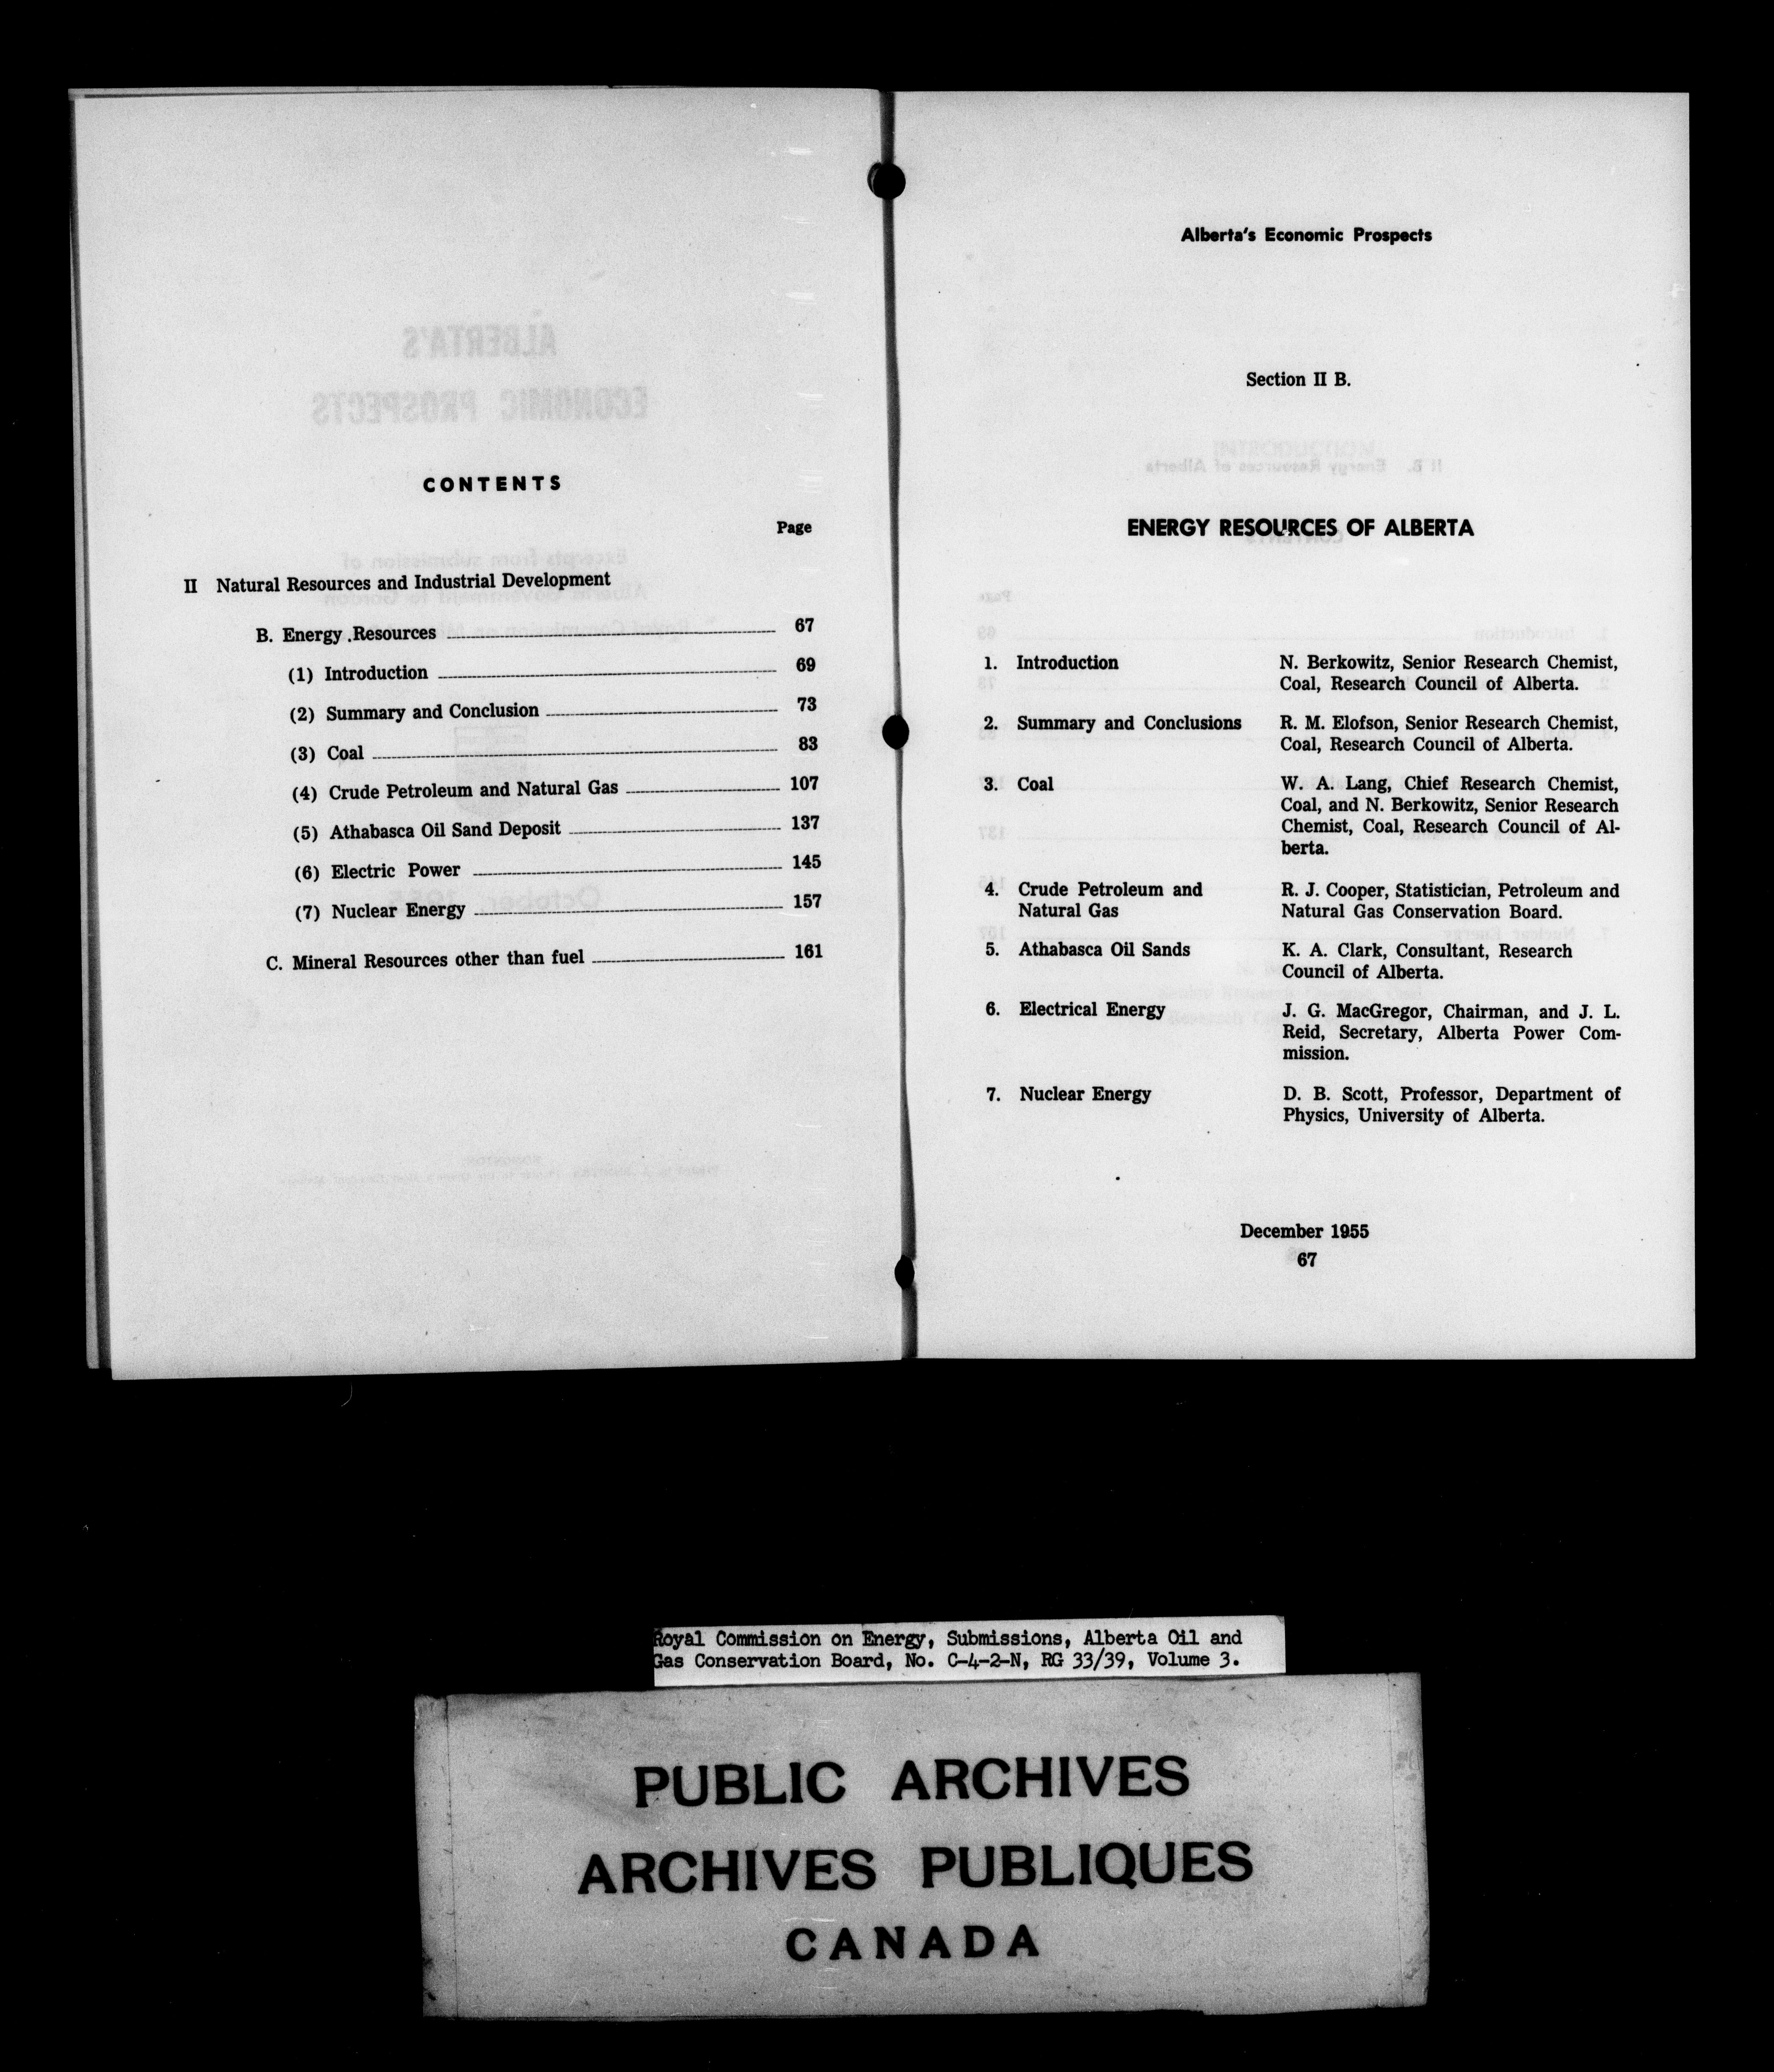 CONTENTS
Page
II Natural Resources and Industrial Development
B. Energy Resources 67
(1) Introduction 69
(2) Summary and Conclusion 73
(3) Coal 83
(4) Crude Petroleum and Natural Gas 107
(5) Athabasca Oil Sand Deposit 137
(6) Electric Power 145
(7) Nuclear Energy 157
C. Mineral Resources other than fuel 161
Alberta's Economic Prospects
Section II B.
ENERGY RESOURCES OF ALBERTA
1. Introduction N. Berkowitz, Senior Research Chemist,
Coal, Research Council of Alberta.
2. Summary and Conclusions R. M. Elofson, Senior Research Chemist,
Coal, Research Council of Alberta.
3. Coal W. A. Lang, Chief Research Chemist,
Coal, and N. Berkowitz, Senior Research
Chemist, Coal, Research Council of Al-
berta.
4. Crude Petroleum and R. J. Cooper, Statistician, Petroleum and
Natural Gas Natural Gas Conservation Board.
5. Athabasca Oil Sands K. A. Clark, Consultant, Research
Council of Alberta.
6. Electrical Energy J. G. MacGregor, Chairman, and J. L.
Reid, Secretary, Alberta Power Com-
mission.
7. Nuclear Energy D. B. Scott, Professor, Department of
Physics, University of Alberta.
December 1955
67
Royal Commission on Energy, Submissions, Alberta Oil and
Gas Conservation Board, No. C-4-2-N, RG 33/39, Volume 3.
PUBLIC ARCHIVES
ARCHIVES PUBLIQUES
CANADA